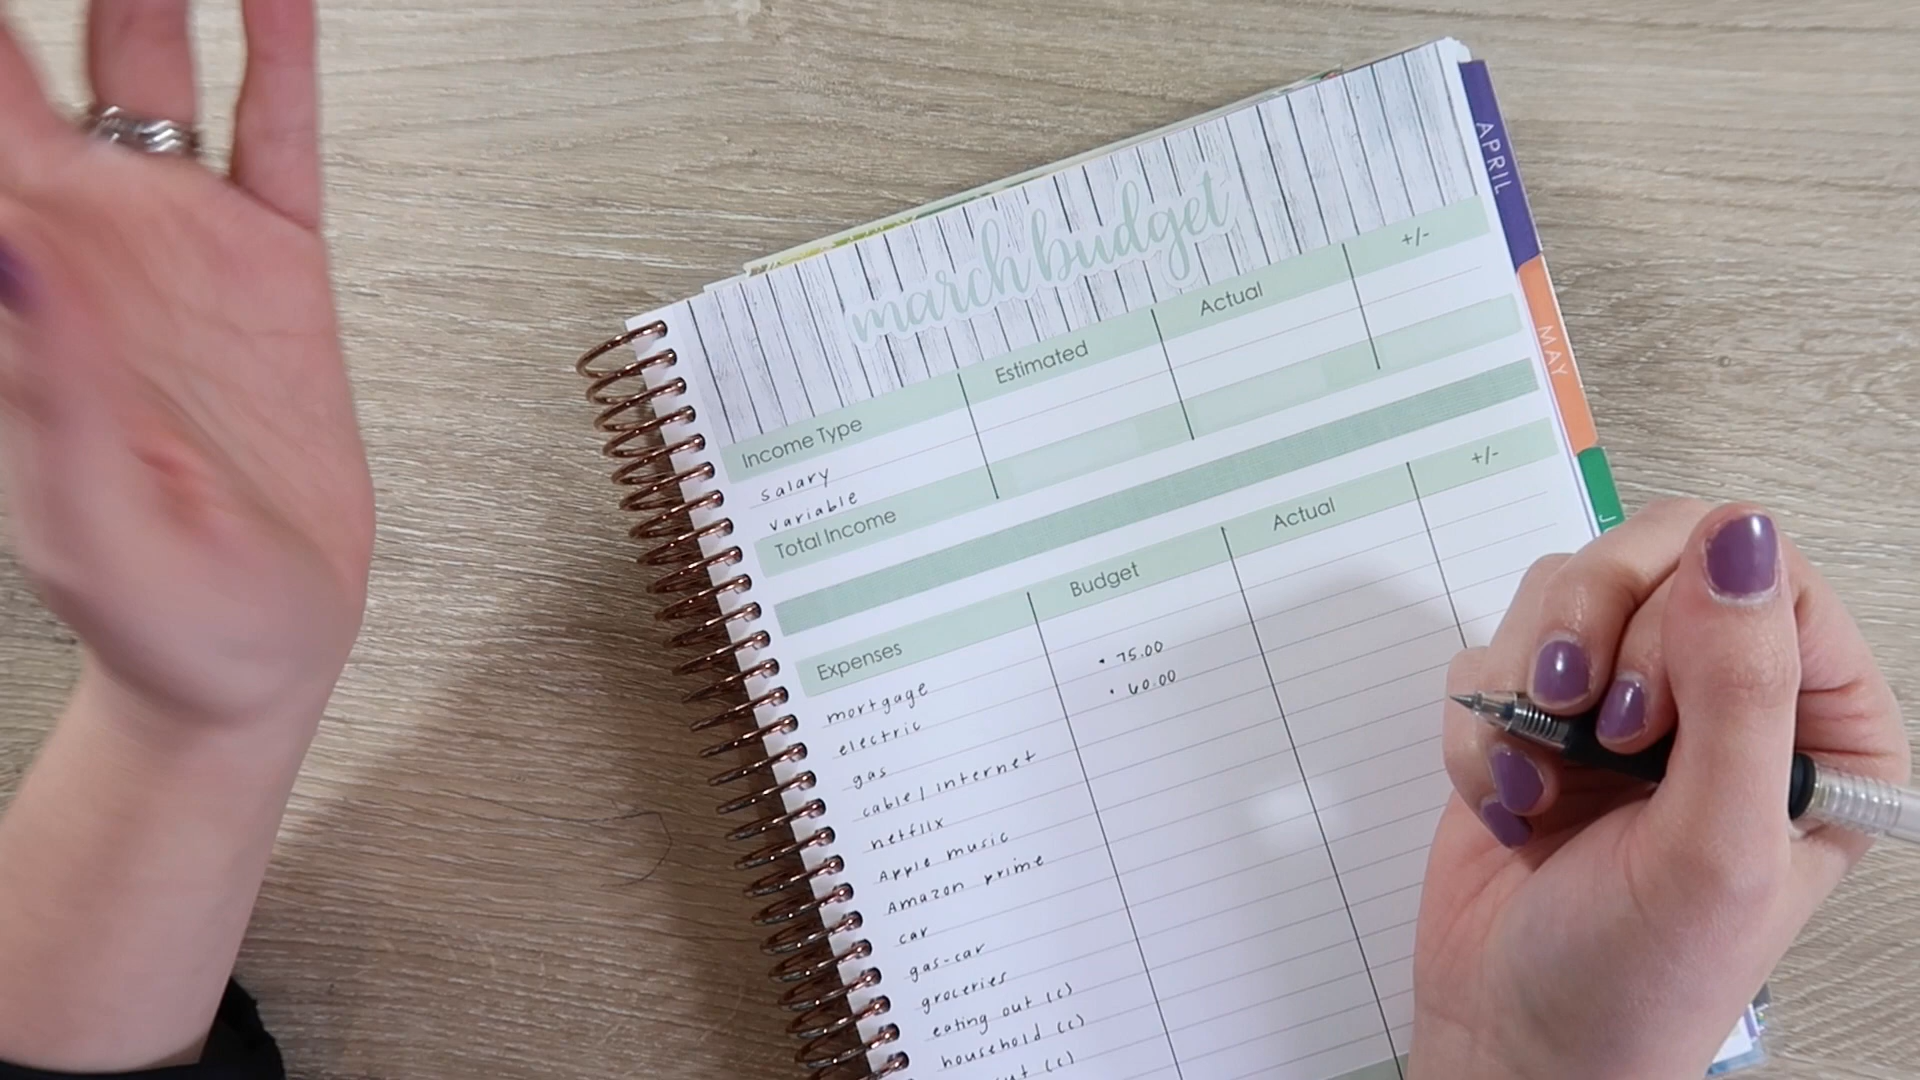 march budget
Income Type Estimated Actual +/-
salary
variable
Total Income
Expenses Budget Actual +/-
mortgage
electric • 75.00
gas • 60.00
cable/internet
netflix
Apple music
Amazon prime
car
gas-car
groceries
eating out (c)
household (c)
(c)
APRIL
MAY